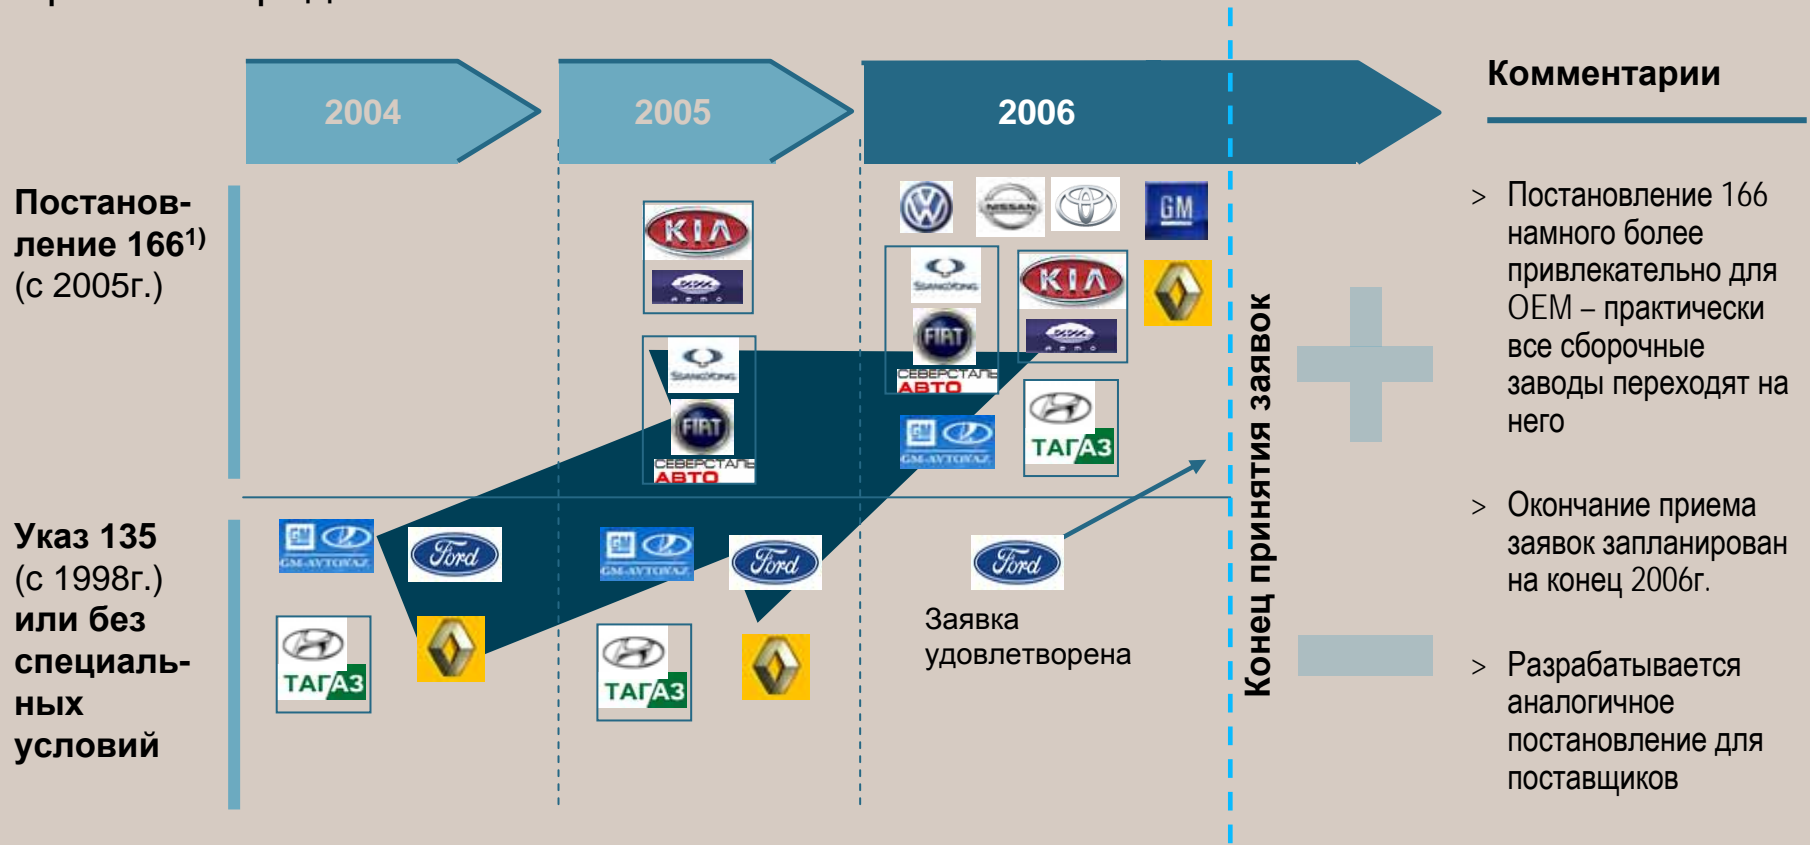 2004
2005
2006
Комментарии
Постанов-
ление 166¹⁾
(с 2005г.)
KIA
SSANGYONG
FIAT
СЕВЕРСТАЛЬ
АВТО
NISSAN
GM
SSANGYONG
FIAT
СЕВЕРСТАЛЬ
АВТО
KIA
GM
GM-AVTOVAZ
ТАГАЗ
Указ 135
(с 1998г.)
или без
специаль-
ных
условий
GM
GM-AVTOVAZ
Ford
ТАГАЗ
GM
GM-AVTOVAZ
Ford
ТАГАЗ
Ford
Заявка
удовлетворена
Конец принятия заявок
> Постановление 166
намного более
привлекательно для
OEM – практически
все сборочные
заводы переходят на
него
> Окончание приема
заявок запланирован
на конец 2006г.
> Разрабатывается
аналогичное
постановление для
поставщиков